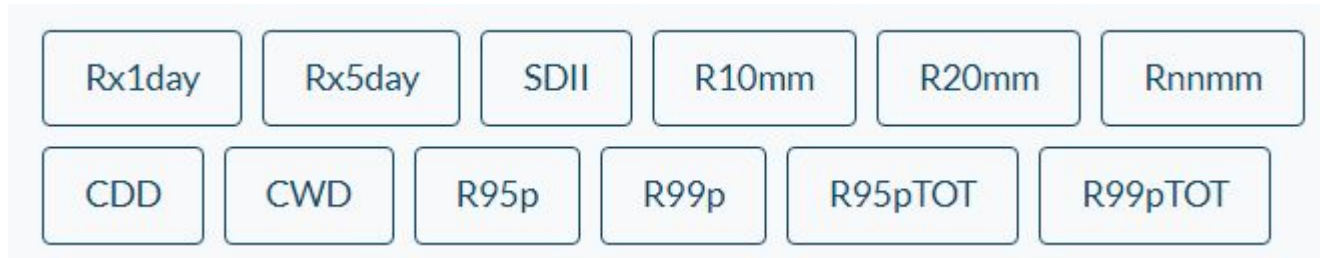 Rx1day Rx5day SDII R10mm R20mm Rnnmm
CDD CWD R95p R99p R95pTOT R99pTOT